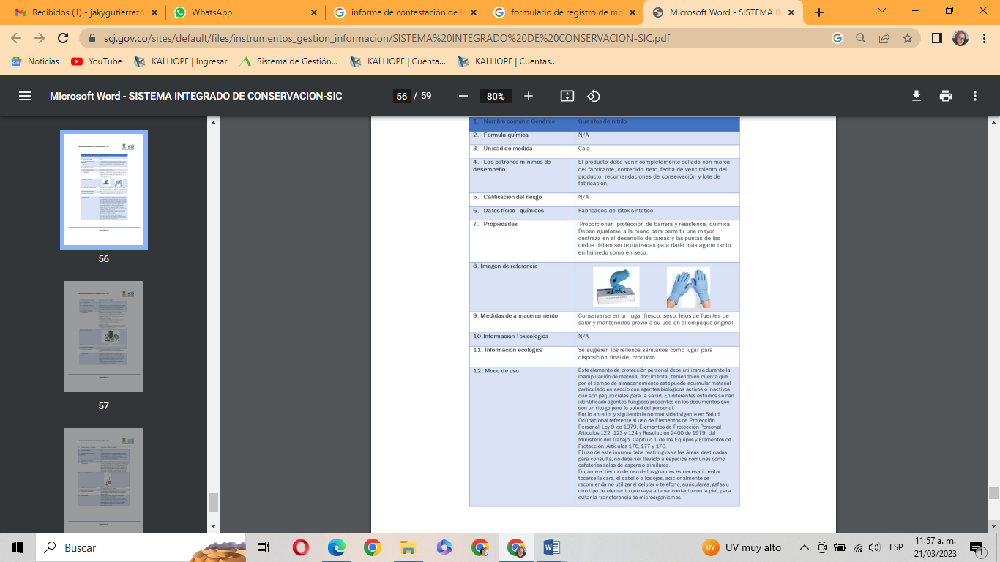 Recibidos (1) - jakygutierrez6
WhatsApp
informe de contestación de l
formulario de registro de mo
Microsoft Word - SISTEMA IN
scj.gov.co/sites/default/files/instrumentos_gestion_informacion/SISTEMA%20INTEGRADO%20DE%20CONSERVACION-SIC.pdf
Noticias
YouTube
KALLIOPE | Ingresar
Sistema de Gestión...
KALLIOPE | Cuenta...
KALLIOPE | Cuentas...
Microsoft Word - SISTEMA INTEGRADO DE CONSERVACION-SIC
56 / 59
80%
56
57
1. Nombre común o Genérico
Guantes de nitrilo
2. Formula química
N/A
3. Unidad de medida
Caja
4. Los patrones mínimos de
desempeño
El producto debe venir completamente sellado con marca
del fabricante, contenido neto, fecha de vencimiento del
producto, recomendaciones de conservación y lote de
fabricación.
5. Calificación del riesgo
N/A
6. Datos físico - químicos
Fabricados de látex sintético.
7. Propiedades
Proporcionan protección de barrera y resistencia química.
Deben ajustarse a la mano para permitir una mayor
destreza en el desarrollo de tareas y las puntas de los
dedos deben ser texturizadas para darle más agarre tanto
en húmedo como en seco.
8. Imagen de referencia
9. Medidas de almacenamiento
Conservarse en un lugar fresco, seco, lejos de fuentes de
calor y mantenerlos previo a su uso en el empaque original
10.Información Toxicológica
N/A
11. Información ecológica
Se sugieren los rellenos sanitarios como lugar para
disposición final del producto.
12. Modo de uso
Este elemento de protección personal debe utilizarse durante la
manipulación de material documental, teniendo en cuenta que
por el tiempo de almacenamiento este puede acumular material
particulado en asocio con agentes biológicos activos o inactivos,
que son perjudiciales para la salud. En diferentes estudios se han
identificado agentes fúngicos presentes en los documentos que
son un riesgo para la salud del personal.
Por lo anterior y siguiendo la normatividad vigente en Salud
Ocupacional referente al uso de Elementos de Protección
Personal: Ley 9 de 1979, Elementos de Protección Personal
Artículos 122, 123 y 124 y Resolución 2400 de 1979, del
Ministerio del Trabajo. Capitulo II, de los Equipos y Elementos de
Protección, Artículos 176, 177 y 178.
El uso de este insumo debe restringirse a las áreas destinadas
para consulta, no debe ser llevado a espacios comunes como
cafeterías salas de espera o similares.
Durante el tiempo de uso de los guantes es necesario evitar
tocarse la cara, el cabello o los ojos, adicionalmente se
recomienda no utilizar el celular o teléfono, auriculares, gafas u
otro tipo de elemento que vaya a tener contacto con la piel, para
evitar la transferencia de microorganismos.
Buscar
UV
UV muy alto
ESP
11:57 a. m.
21/03/2023
1